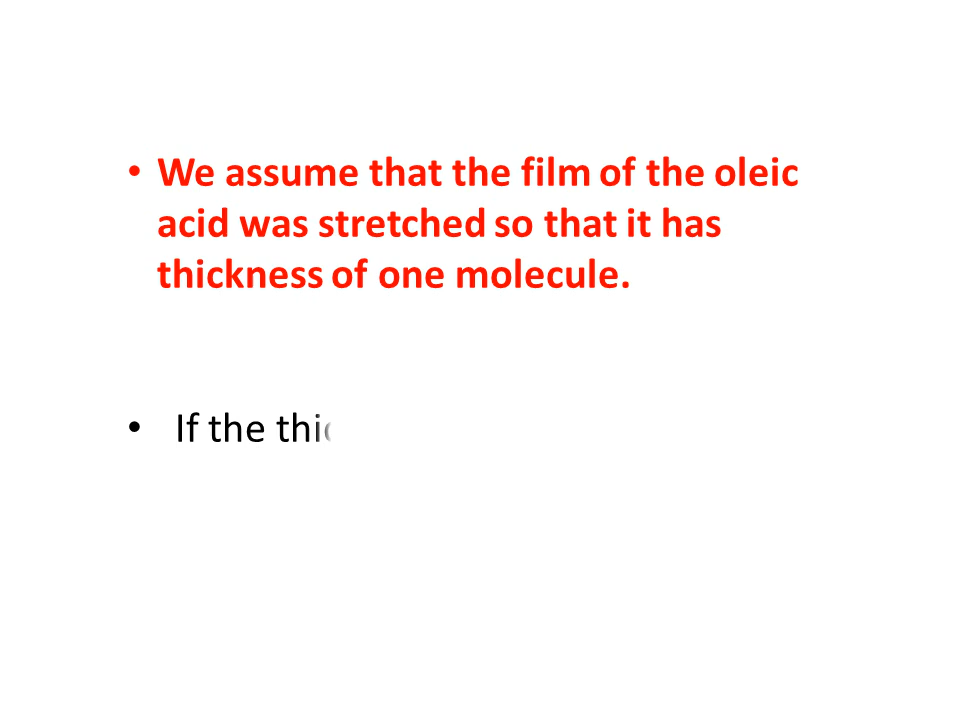 • We assume that the film of the oleic
acid was stretched so that it has
thickness of one molecule.
• If the